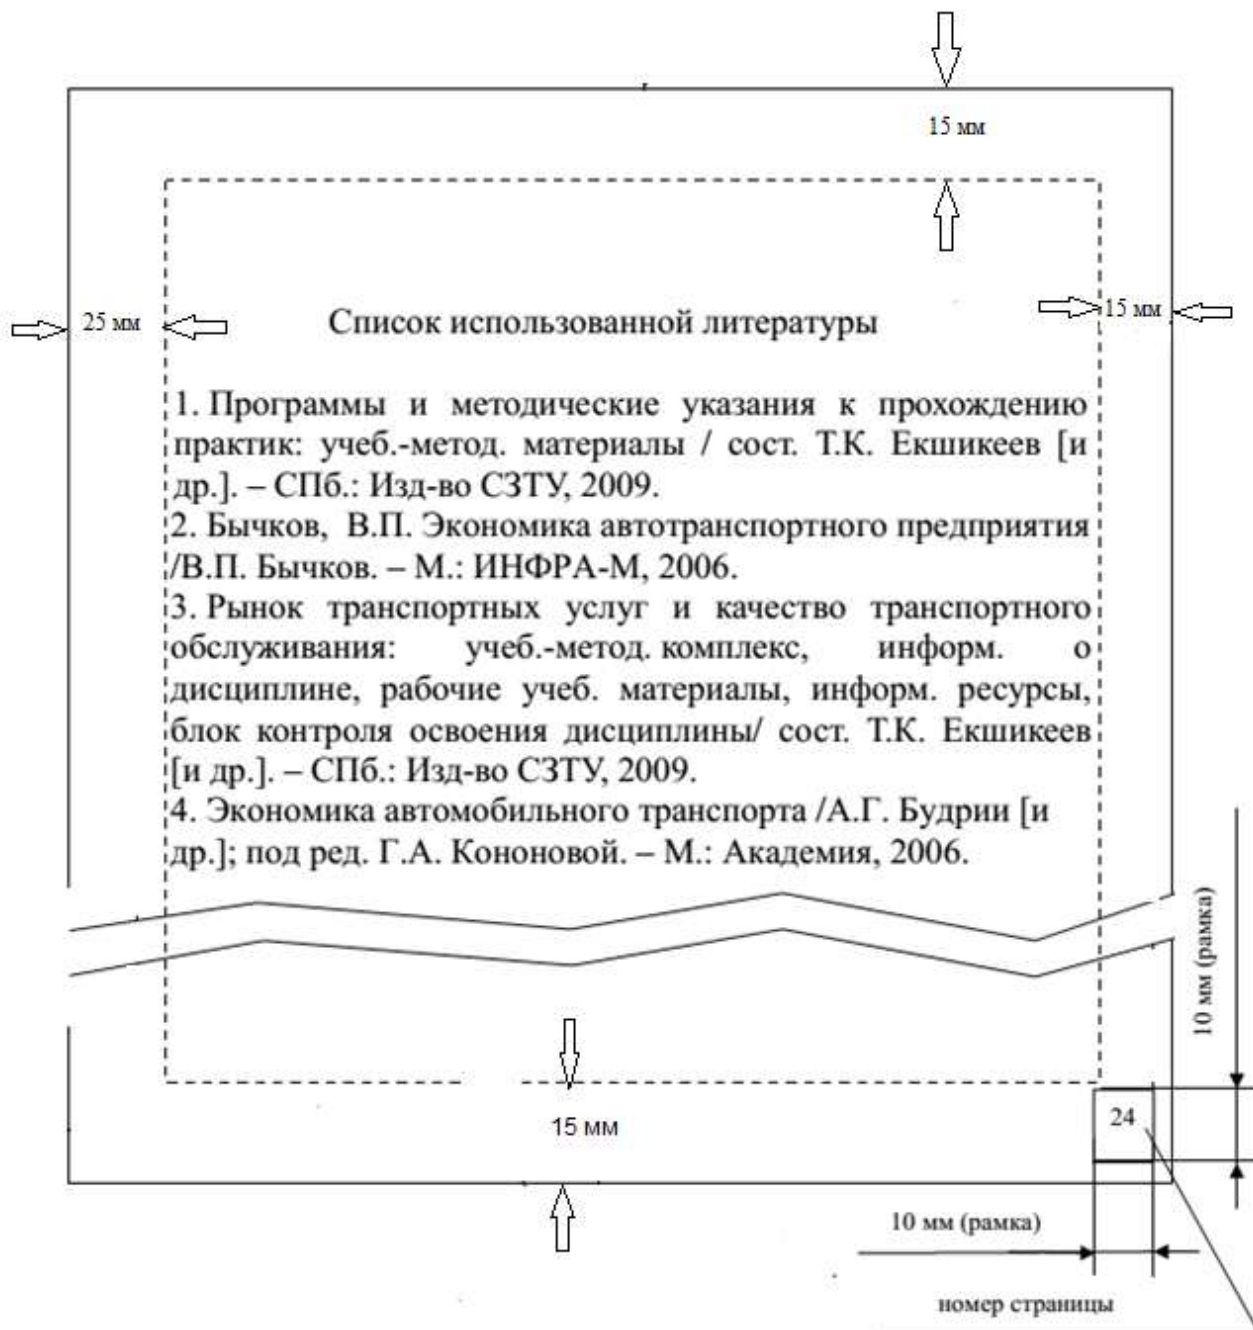 15 мм
25 мм
Список использованной литературы
15 мм
1. Программы и методические указания к прохождению
практик: учеб.-метод. материалы / сост. Т.К. Екшикеев [и
др.]. – СПб.: Изд-во СЗТУ, 2009.
2. Бычков, В.П. Экономика автотранспортного предприятия
/В.П. Бычков. – М.: ИНФРА-М, 2006.
3. Рынок транспортных услуг и качество транспортного
обслуживания: учеб.-метод. комплекс, информ. о
дисциплине, рабочие учеб. материалы, информ. ресурсы,
блок контроля освоения дисциплины/ сост. Т.К. Екшикеев
[и др.]. – СПб.: Изд-во СЗТУ, 2009.
4. Экономика автомобильного транспорта /А.Г. Будрии [и
др.]; под ред. Г.А. Кононовой. – М.: Академия, 2006.
10 мм (рамка)
24
15 мм
10 мм (рамка)
номер страницы